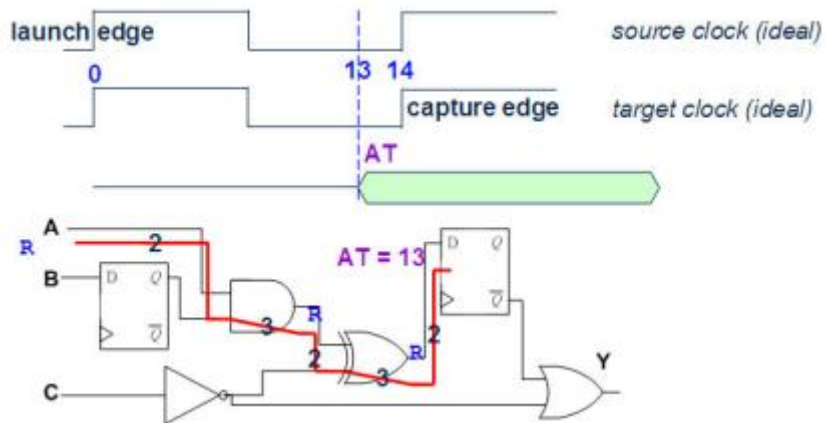 launch edge
source clock (ideal)
0
13 14
capture edge
target clock (ideal)
AT
A
R
2
AT = 13
D Q
B
D Q
R
3
Q
2
R
2
Q
3
Y
C